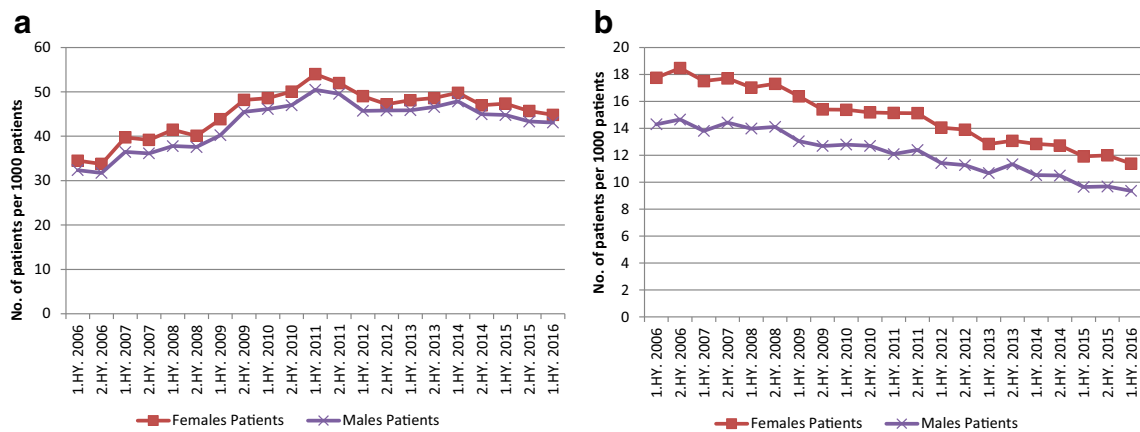 a
No. of patients per 1000 patients
60
50
40
30
20
10
0
1.HY. 2006
2.HY. 2006
1.HY. 2007
2.HY. 2007
1.HY. 2008
2.HY. 2008
1.HY. 2009
2.HY. 2009
1.HY. 2010
2.HY. 2010
1.HY. 2011
2.HY. 2011
1.HY. 2012
2.HY. 2012
1.HY. 2013
2.HY. 2013
1.HY. 2014
2.HY. 2014
1.HY. 2015
2.HY. 2015
1.HY. 2016
Females Patients
Males Patients
b
No. of patients per 1000 patients
20
18
16
14
12
10
8
6
4
2
0
1.HY. 2006
2.HY. 2006
1.HY. 2007
2.HY. 2007
1.HY. 2008
2.HY. 2008
1.HY. 2009
2.HY. 2009
1.HY. 2010
2.HY. 2010
1.HY. 2011
2.HY. 2011
1.HY. 2012
2.HY. 2012
1.HY. 2013
2.HY. 2013
1.HY. 2014
2.HY. 2014
1.HY. 2015
2.HY. 2015
1.HY. 2016
Females Patients
Males Patients